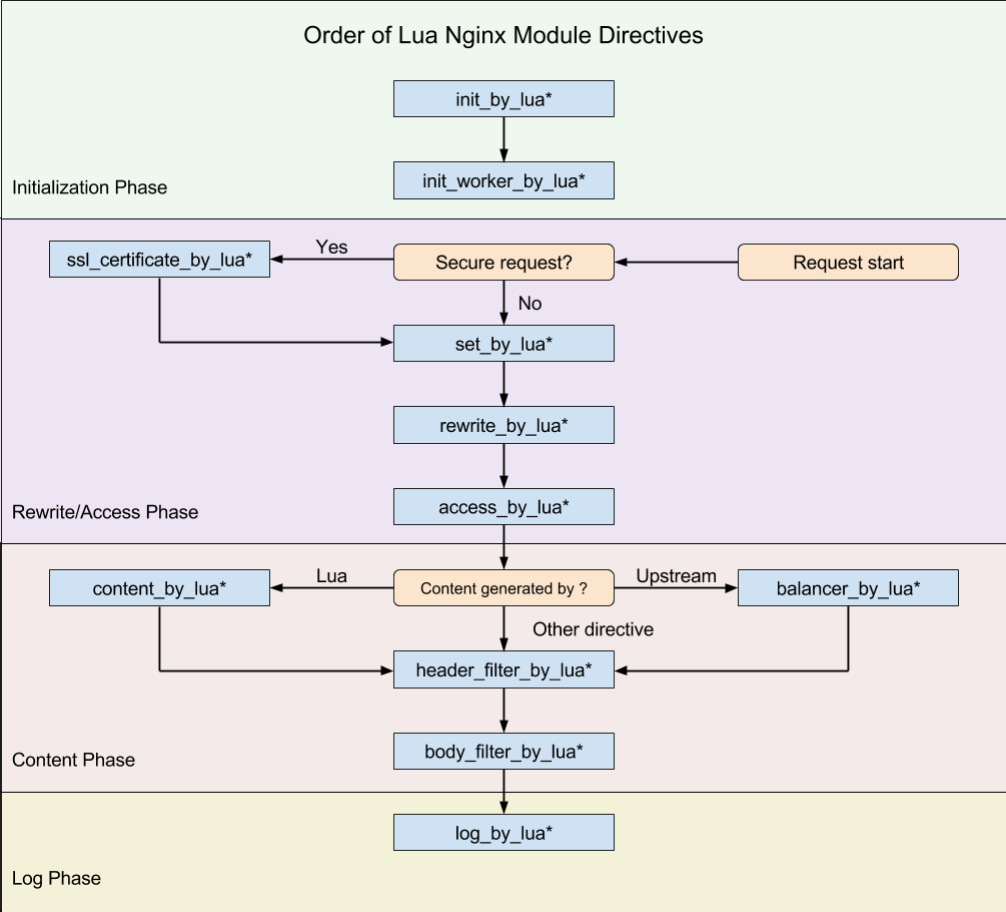 Order of Lua Nginx Module Directives
init_by_lua*
init_worker_by_lua*
Initialization Phase
ssl_certificate_by_lua*
Yes
Secure request?
Request start
No
set_by_lua*
rewrite_by_lua*
access_by_lua*
Rewrite/Access Phase
content_by_lua*
Lua
Content generated by ?
Upstream
balancer_by_lua*
Other directive
header_filter_by_lua*
body_filter_by_lua*
Content Phase
log_by_lua*
Log Phase